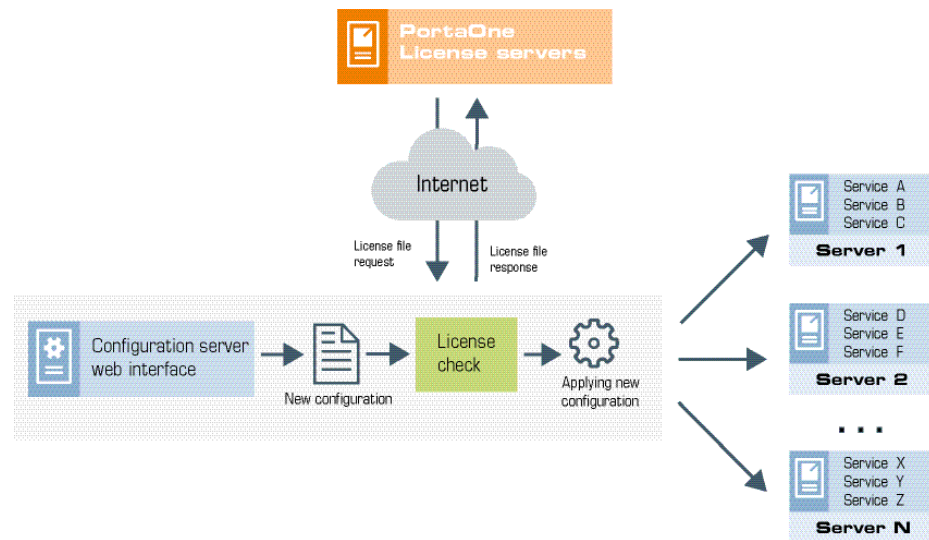 PortaOne
License servers
Internet
License file
request
License file
response
Configuration server
web interface
New configuration
License
check
Applying new
configuration
Service A
Service B
Service C
Server 1
Service D
Service E
Service F
Server 2
...
Service X
Service Y
Service Z
Server N